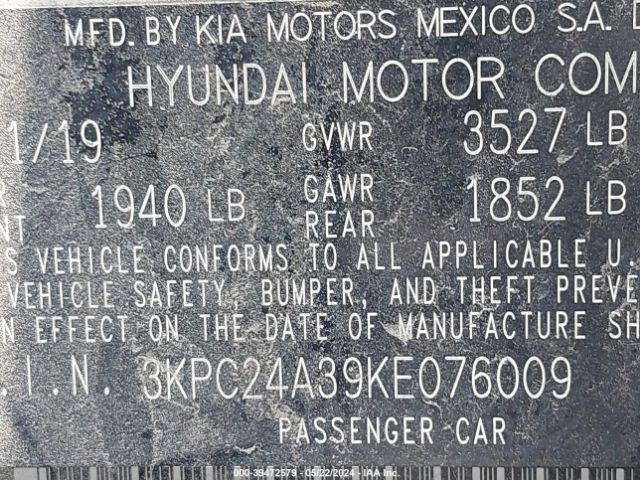 MFD. BY KIA MOTORS MEXICO S.A.
HYUNDAI MOTOR COM
1/19 GVWR 3527 LB
R 1940 LB GAWR 1852 LB
NT REAR
S VEHICLE CONFORMS TO ALL APPLICABLE U.
VEHICLE SAFETY, BUMPER, AND THEFT PREVE
N EFFECT ON THE DATE OF MANUFACTURE SH
.I.N. 3KPC24A39KE076009
PASSENGER CAR
000-39472579 - 05/22/2024 - IAA Inc.